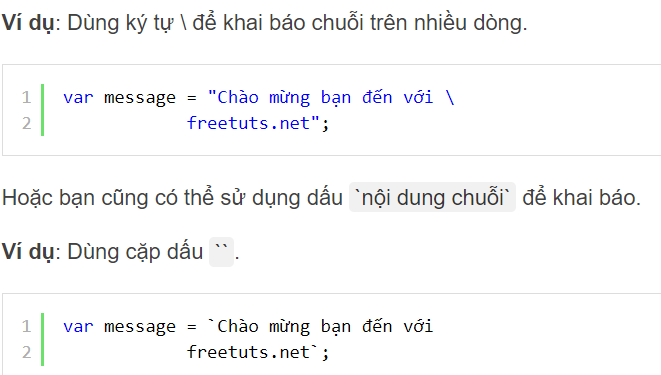 Ví dụ: Dùng ký tự \ để khai báo chuỗi trên nhiều dòng.
1 var message = "Chào mừng bạn đến với \
2 freetuts.net";
Hoặc bạn cũng có thể sử dụng dấu `nội dung chuỗi` để khai báo.
Ví dụ: Dùng cặp dấu ``.
1 var message = `Chào mừng bạn đến với
2 freetuts.net`;